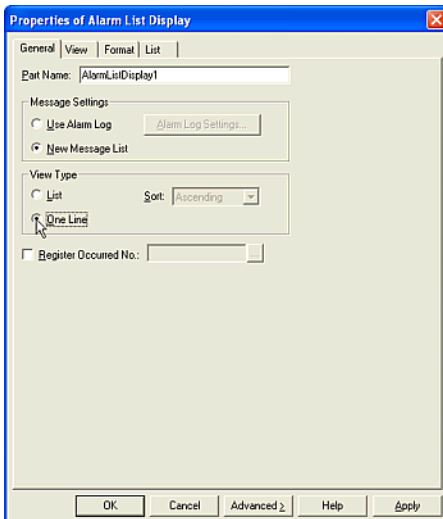 Properties of Alarm List Display
General View Format List
Part Name: AlarmListDisplay1
Message Settings
Use Alarm Log Alarm Log Settings...
New Message List
View Type
List Sort: Ascending
One Line
Register Occurred No.: ...
OK Cancel Advanced > Help Apply